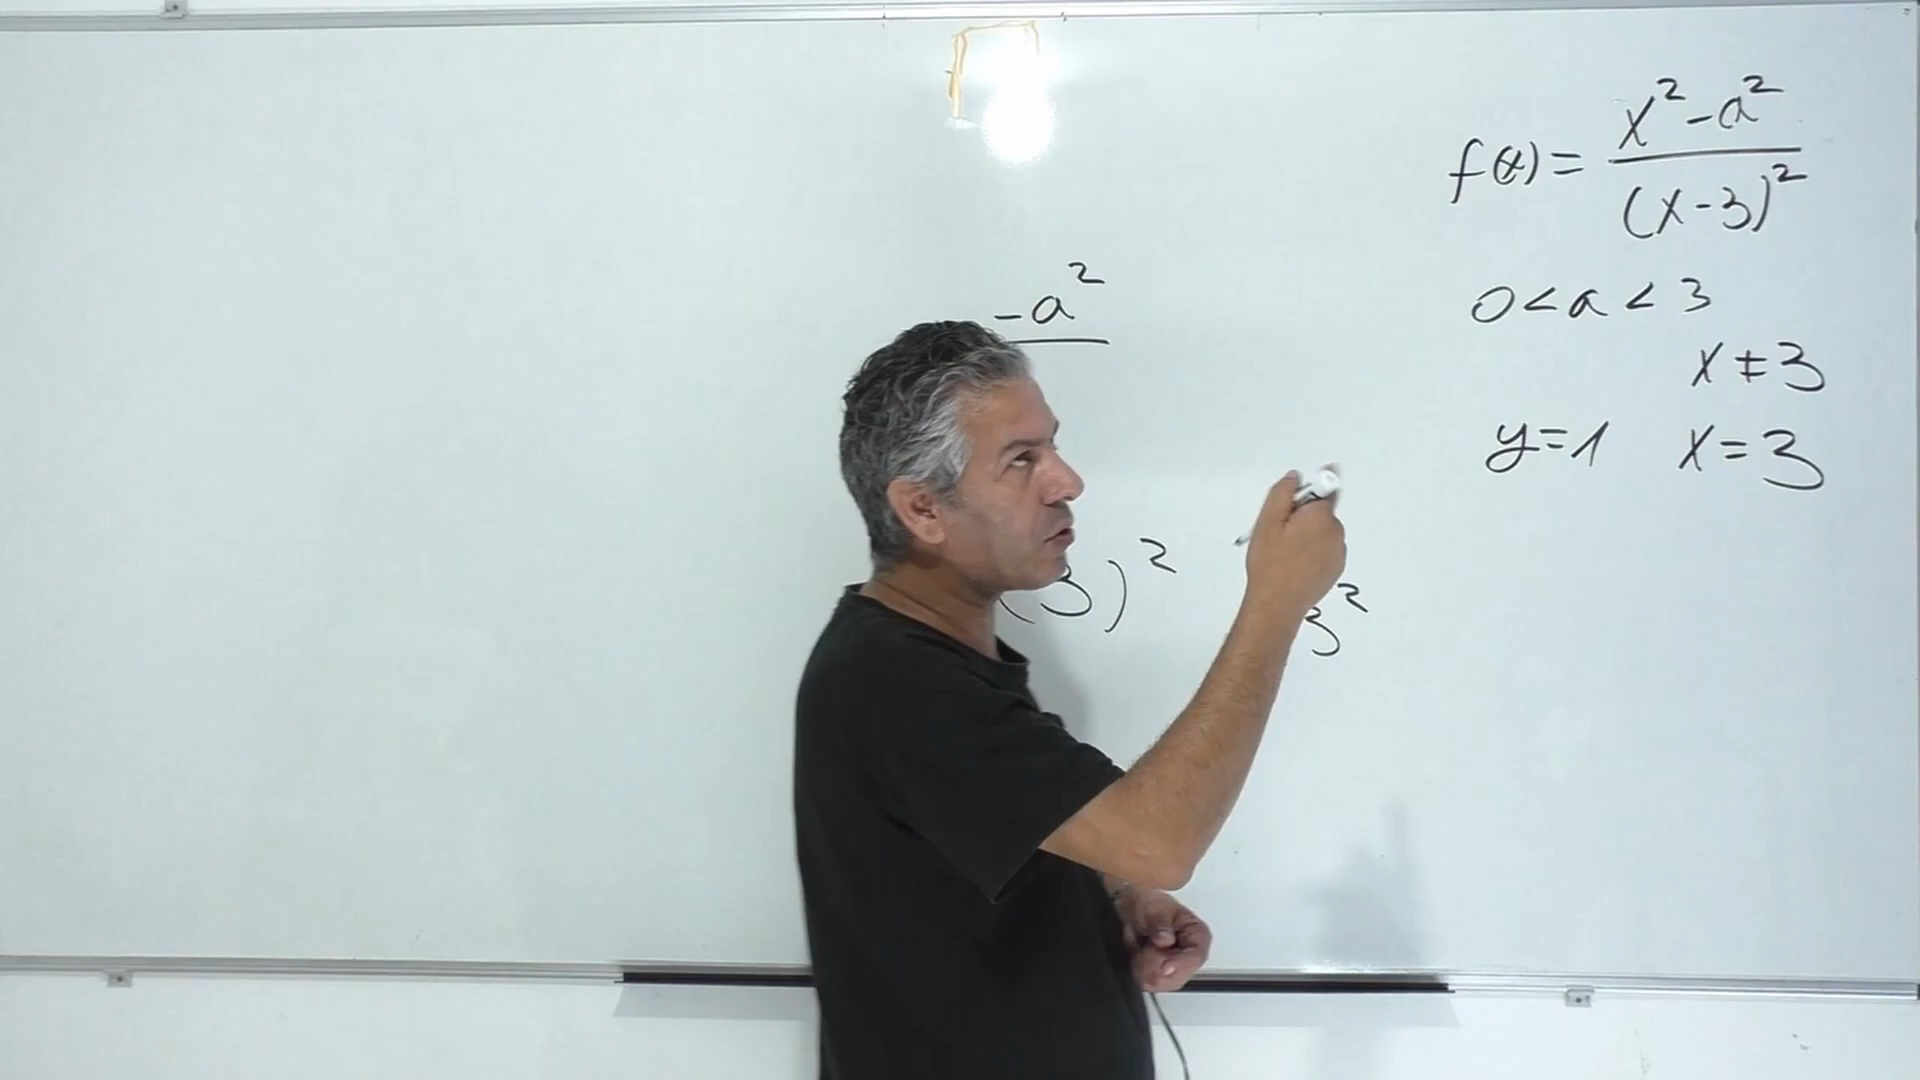 f(x) = x² - a² / (x-3)²
0 < a < 3
x ≠ 3
y = 1 x = 3
- a²
(3)²
3²